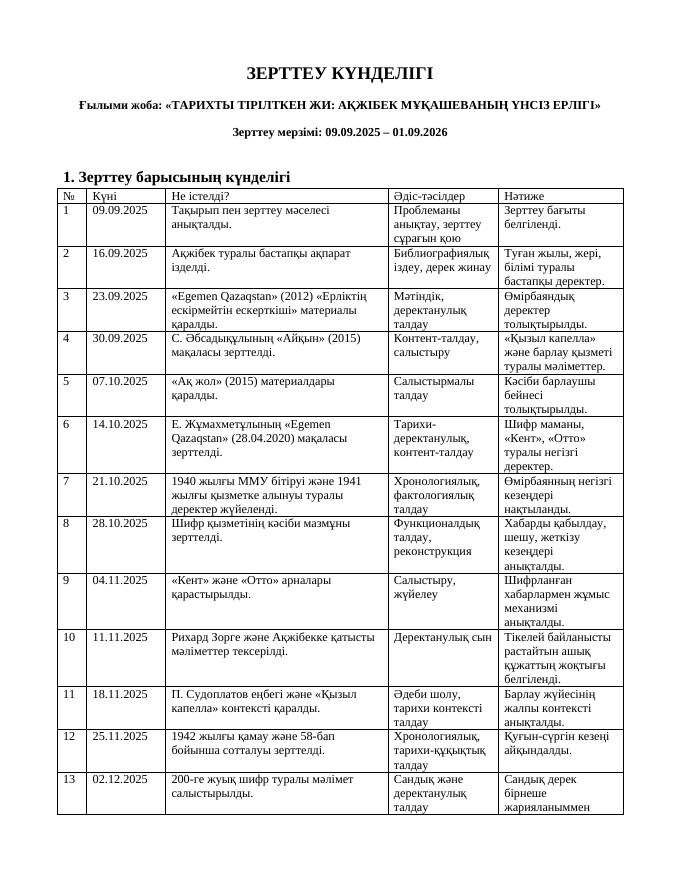 ЗЕРТТЕУ КҮНДЕЛІГІ
Ғылыми жоба: «ТАРИХТЫ ТІРІЛТКЕН ЖИ: АҚЖІБЕК МҰҚАШЕВАНЫҢ ҮНСІЗ ЕРЛІГІ»
Зерттеу мерзімі: 09.09.2025 – 01.09.2026
1. Зерттеу барысының күнделігі
№ Күні Не істелді? Әдіс-тәсілдер Нәтиже
1 09.09.2025 Тақырып пен зерттеу мәселесі Проблеманы Зерттеу бағыты
анықталды. анықтау, зерттеу белгіленді.
сұрағын қою
2 16.09.2025 Ақжібек туралы бастапқы ақпарат Библиографиялық Туған жылы, жері,
ізделді. іздеу, дерек жинау білімі туралы
бастапқы деректер.
3 23.09.2025 «Egemen Qazaqstan» (2012) «Ерліктің Мәтіндік, Өмірбаяндық
ескірмейтін ескерткіші» материалы деректанулық деректер
қаралды. талдау толықтырылды.
4 30.09.2025 С. Әбсадықұлының «Айқын» (2015) Контент-талдау, «Қызыл капелла»
мақаласы зерттелді. салыстыру және барлау қызметі
туралы мәліметтер.
5 07.10.2025 «Ақ жол» (2015) материалдары Салыстырмалы Кәсіби барлаушы
қаралды. талдау бейнесі
толықтырылды.
6 14.10.2025 Е. Жұмахметұлының «Egemen Тарихи- Шифр маманы,
Qazaqstan» (28.04.2020) мақаласы деректанулық, «Кент», «Отто»
зерттелді. контент-талдау туралы негізгі
деректер.
7 21.10.2025 1940 жылғы ММУ бітіруі және 1941 Хронологиялық, Өмірбаянның негізгі
жылғы қызметке алынуы туралы фактологиялық кезеңдері
деректер жүйеленді. талдау нақтыланды.
8 28.10.2025 Шифр қызметінің кәсіби мазмұны Функционалдық Хабарды қабылдау,
зерттелді. талдау, шешу, жеткізу
реконструкция кезеңдері
анықталды.
9 04.11.2025 «Кент» және «Отто» арналары Салыстыру, Шифрланған
қарастырылды. жүйелеу хабарлармен жұмыс
механизмі
анықталды.
10 11.11.2025 Рихард Зорге және Ақжібекке қатысты Деректанулық сын Тікелей байланысты
мәліметтер тексерілді. растайтын ашық
құжаттың жоқтығы
белгіленді.
11 18.11.2025 П. Судоплатов еңбегі және «Қызыл Әдеби шолу, Барлау жүйесінің
капелла» контексті қаралды. тарихи контексті жалпы контексті
талдау анықталды.
12 25.11.2025 1942 жылғы қамау және 58-бап Хронологиялық, Қуғын-сүргін кезеңі
бойынша сотталуы зерттелді. тарихи-құқықтық айқындалды.
талдау
13 02.12.2025 200-ге жуық шифр туралы мәлімет Сандық және Сандық дерек
салыстырылды. деректанулық бірнеше
талдау жарияланыммен